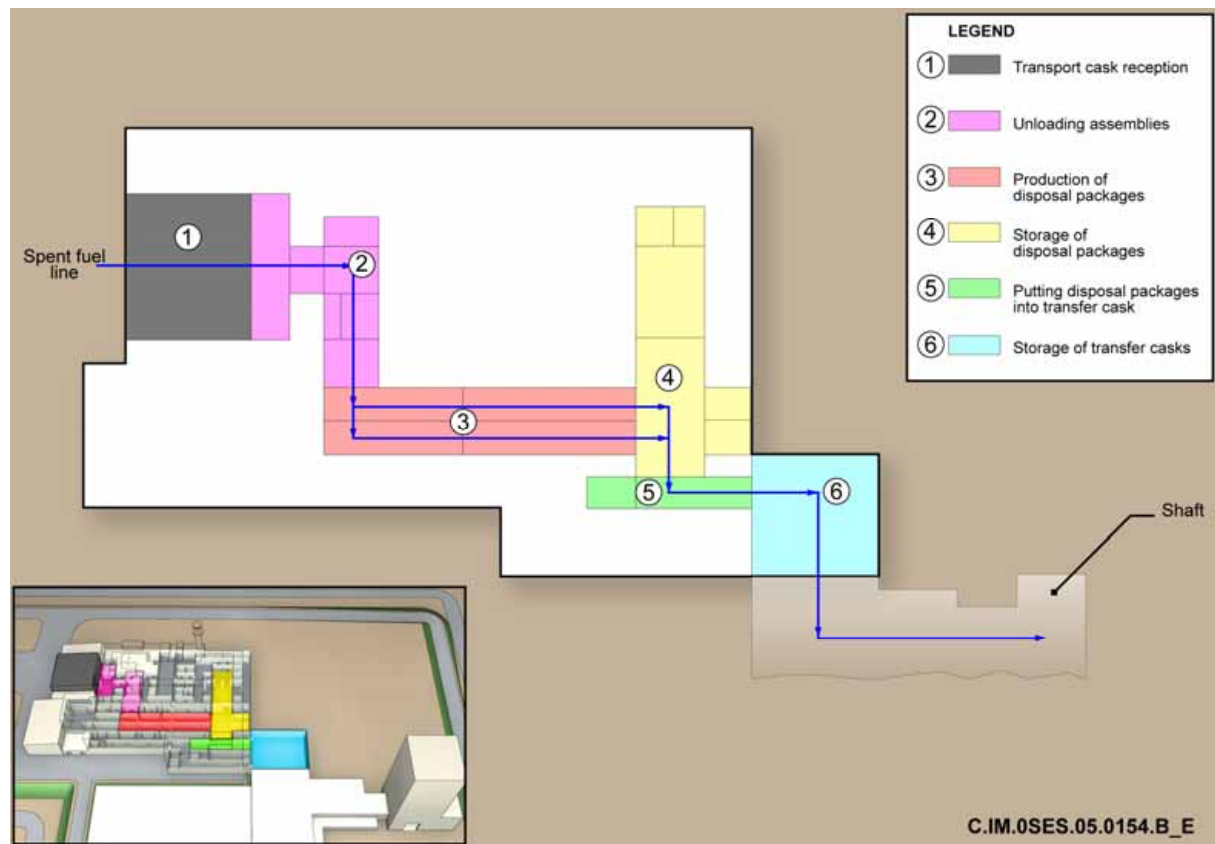 LEGEND
1 Transport cask reception
2 Unloading assemblies
3 Production of
disposal packages
4 Storage of
disposal packages
5 Putting disposal packages
into transfer cask
6 Storage of transfer casks
Spent fuel
line
1
2
3
4
5
6
Shaft
C.IM.0SES.05.0154.B_E